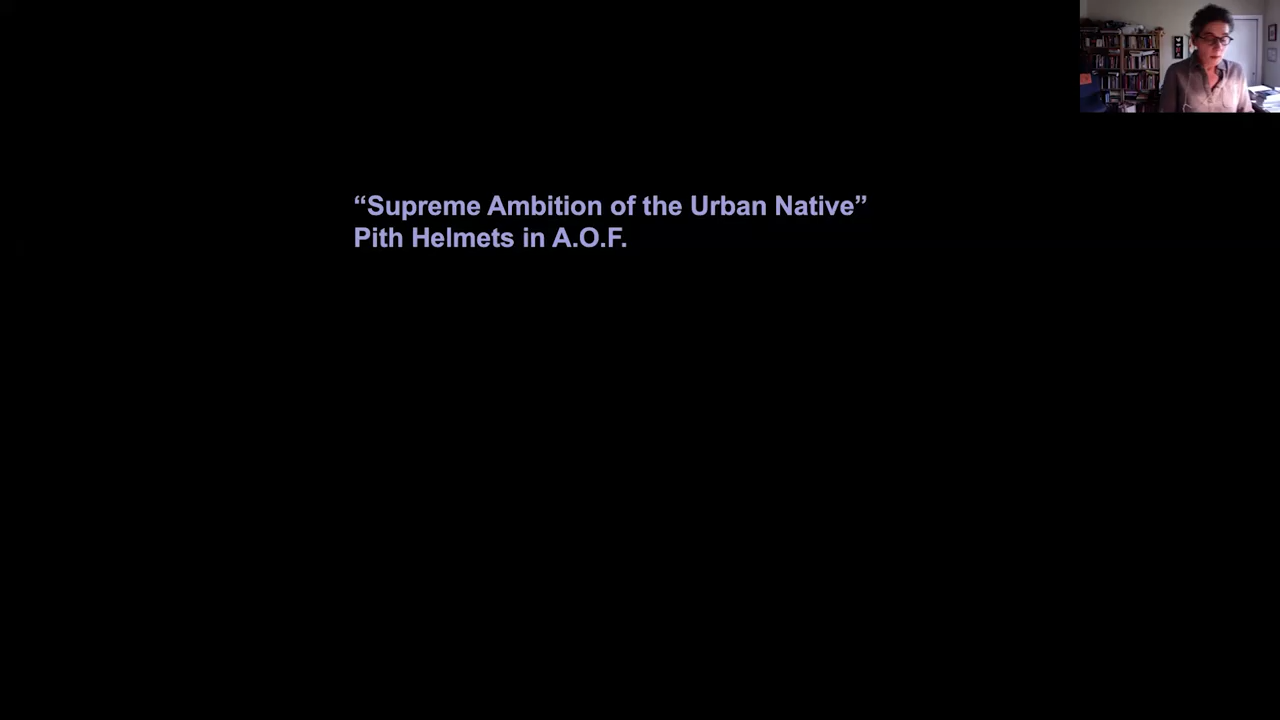 “Supreme Ambition of the Urban Native”
Pith Helmets in A.O.F.